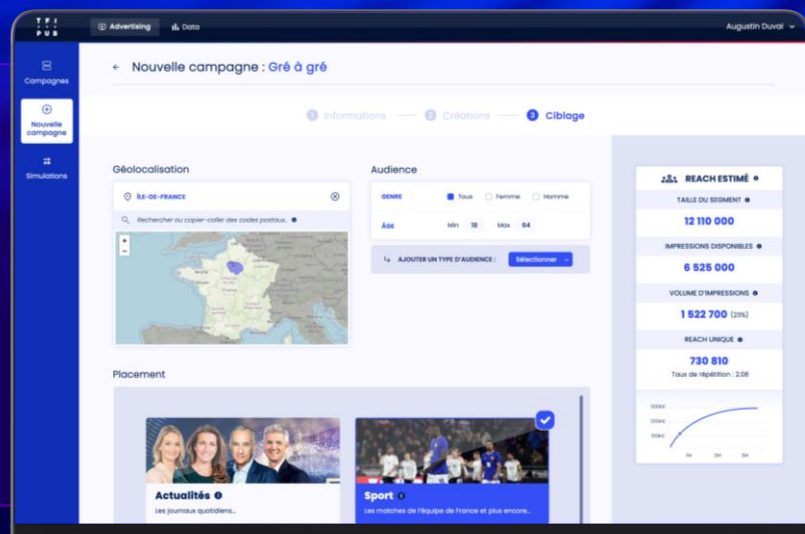 TF1
PUB
Advertising
Data
Augustin Duval
Campagnes
Nouvelle
campagne
Simulations
Nouvelle campagne : Gré à gré
1 Informations
2 Créations
3 Ciblage
Géolocalisation
ÎLE-DE-FRANCE
Rechercher ou copier-coller des codes postaux..
+
−
Audience
GENRE
Tous
Femme
Homme
ÂGE
Min 18 Max 64
AJOUTER UN TYPE D'AUDIENCE :
Sélectionner
Placement
Actualités
Les journaux quotidiens...
Sport
Les matches de l'équipe de France et plus encore..
REACH ESTIMÉ
TAILLE DU SEGMENT
12 110 000
IMPRESSIONS DISPONIBLES
6 525 000
VOLUME D'IMPRESSIONS
1 522 700 (23%)
REACH UNIQUE
730 810
Taux de répétition : 2.08